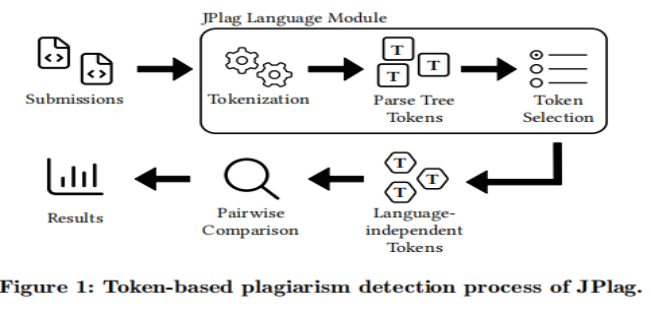 JPlag Language Module
T
T
T
Submissions
Tokenization
Parse Tree
Tokens
Token
Selection
T
T
T
Results
Pairwise
Comparison
Language-
independent
Tokens
Figure 1: Token-based plagiarism detection process of JPlag.